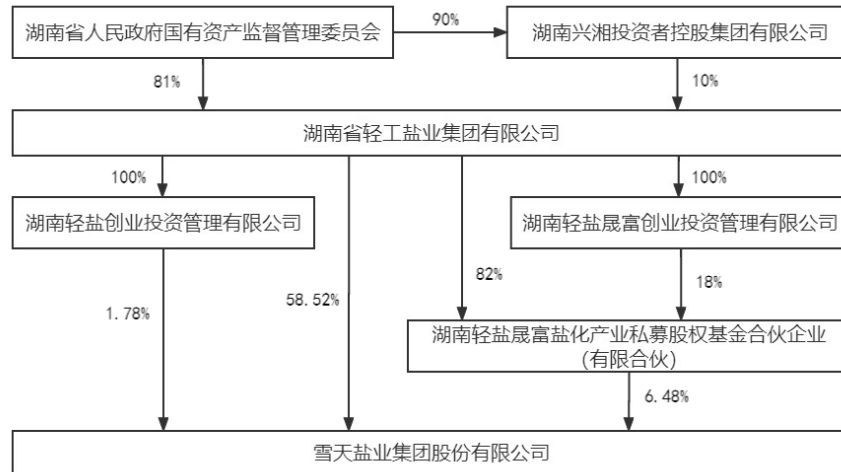 湖南省人民政府国有资产监督管理委员会
90%
湖南兴湘投资者控股集团有限公司
81%
10%
湖南省轻工盐业集团有限公司
100%
100%
湖南轻盐创业投资管理有限公司
湖南轻盐晟富创业投资管理有限公司
1.78%
58.52%
82%
18%
湖南轻盐晟富盐化产业私募股权基金合伙企业
(有限合伙)
6.48%
雪天盐业集团股份有限公司